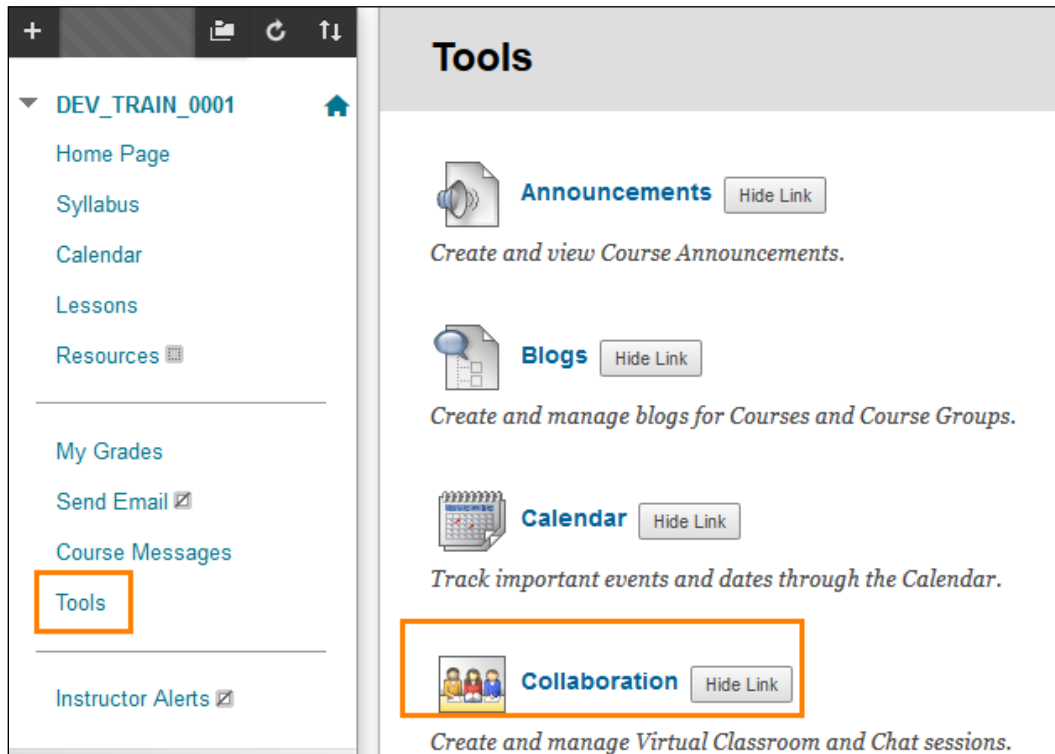 DEV_TRAIN_0001
Home Page
Syllabus
Calendar
Lessons
Resources
My Grades
Send Email
Course Messages
Tools
Instructor Alerts
Tools
Announcements Hide Link
Create and view Course Announcements.
Blogs Hide Link
Create and manage blogs for Courses and Course Groups.
Calendar Hide Link
Track important events and dates through the Calendar.
Collaboration Hide Link
Create and manage Virtual Classroom and Chat sessions.